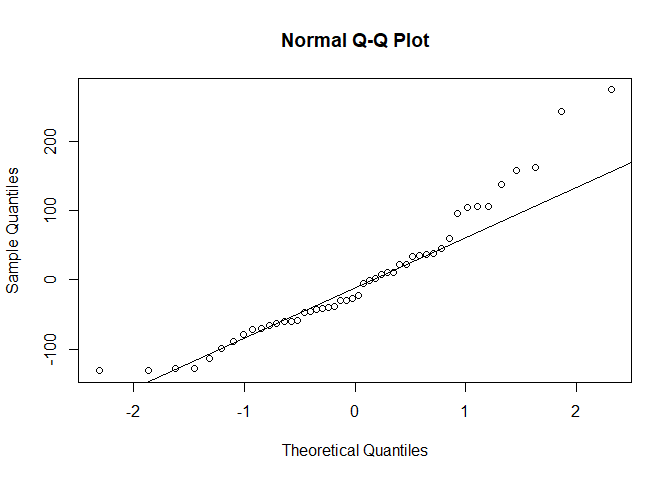 Normal Q-Q Plot
Sample Quantiles
200
100
0
-100
-2 -1 0 1 2
Theoretical Quantiles